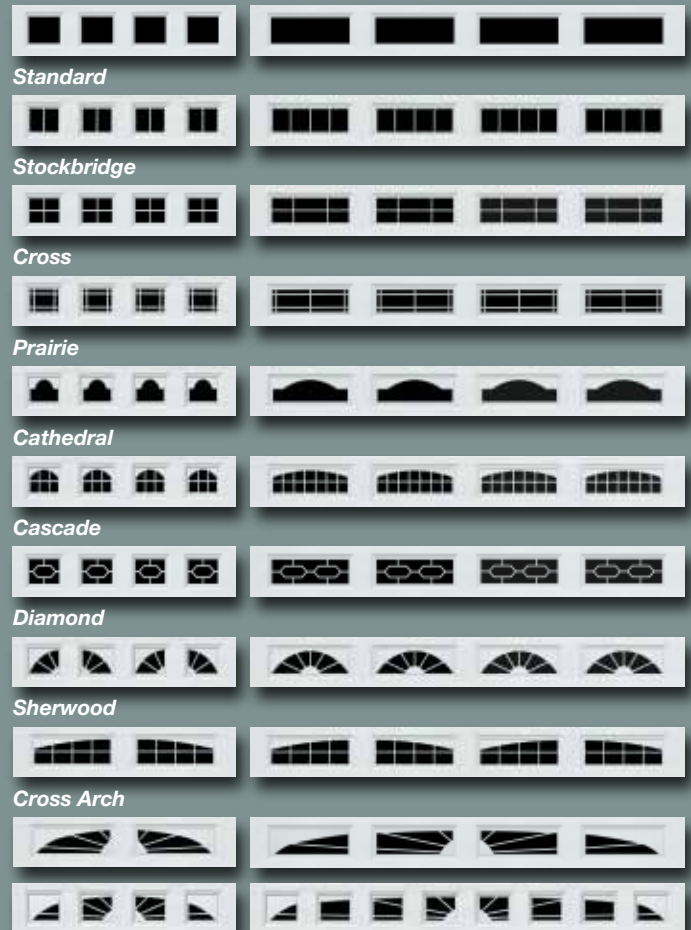 Standard
Stockbridge
Cross
Prairie
Cathedral
Cascade
Diamond
Sherwood
Cross Arch